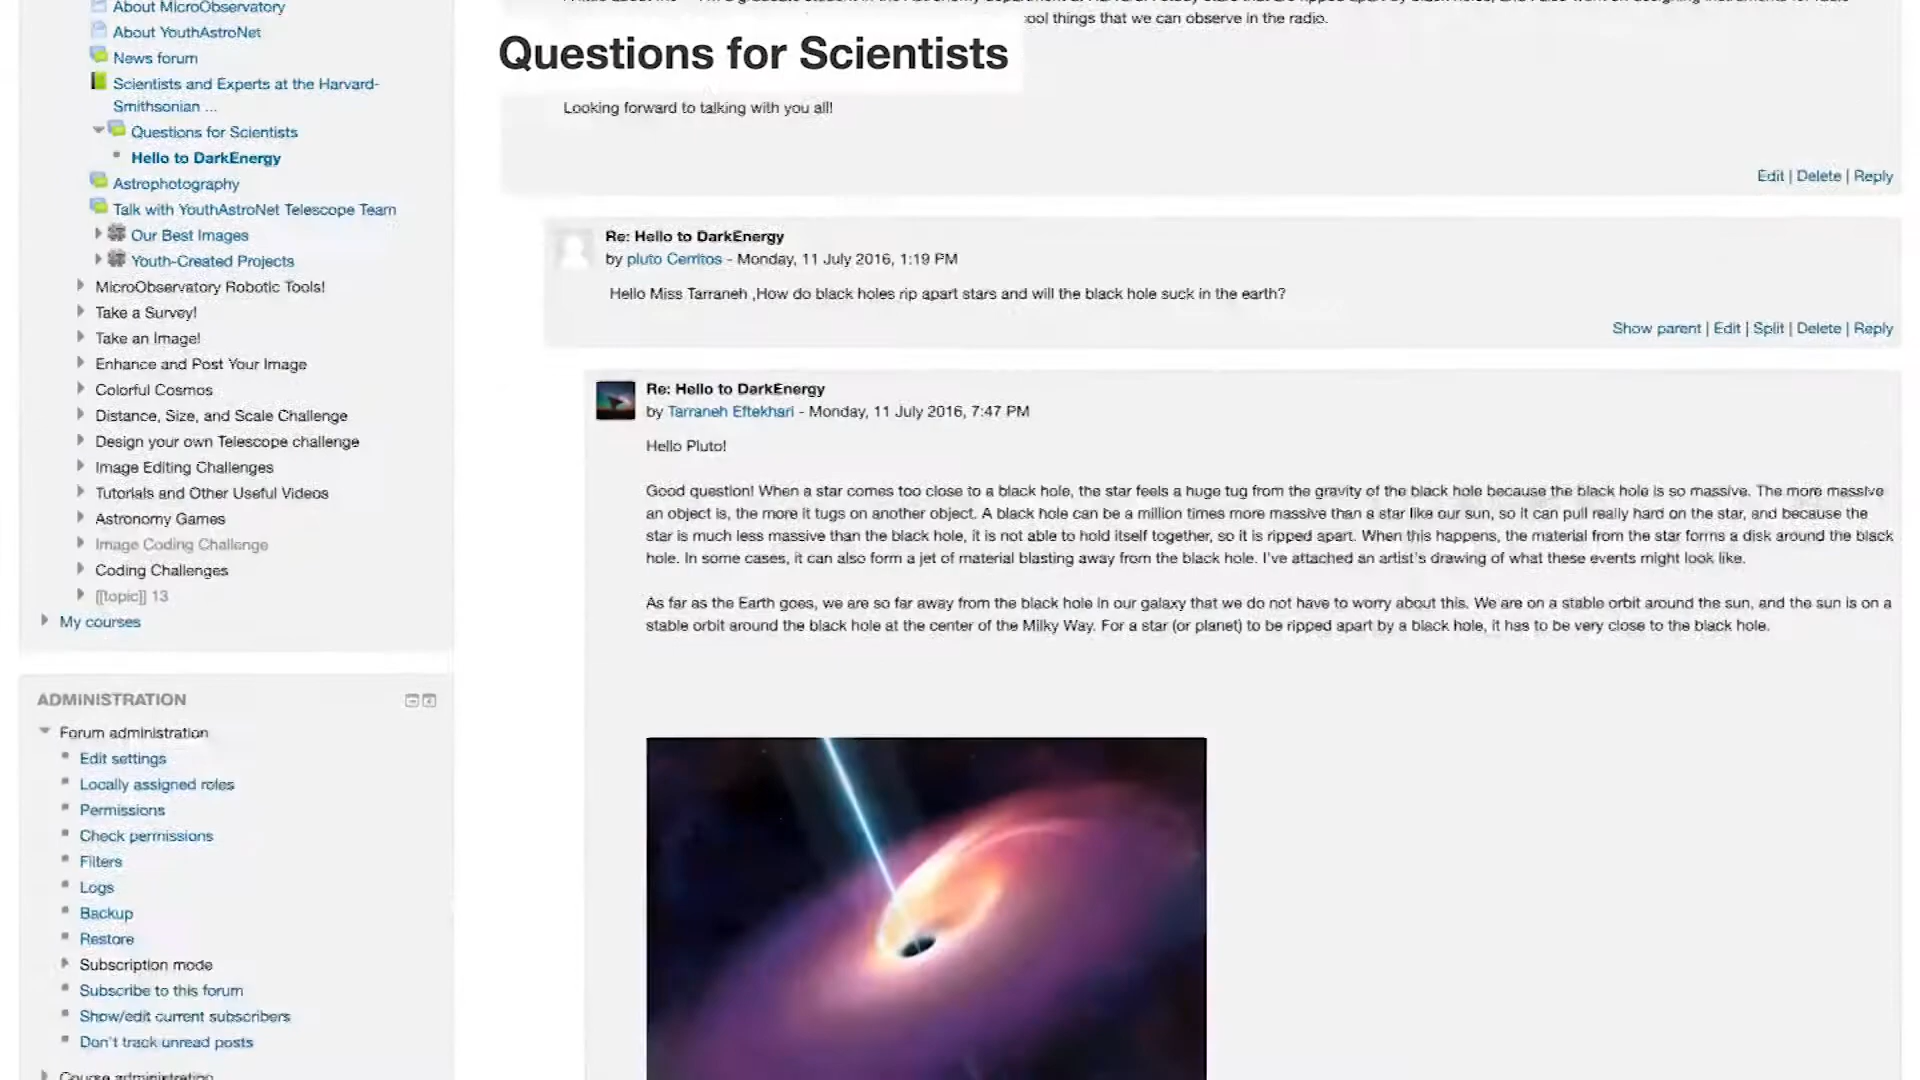 About MicroObservatory
About YouthAstroNet
News forum
Scientists and Experts at the Harvard-
Smithsonian ...
Questions for Scientists
Hello to DarkEnergy
Astrophotography
Talk with YouthAstroNet Telescope Team
Our Best Images
Youth-Created Projects
MicroObservatory Robotic Tools!
Take a Survey!
Take an Image!
Enhance and Post Your Image
Colorful Cosmos
Distance, Size, and Scale Challenge
Design your own Telescope challenge
Image Editing Challenges
Tutorials and Other Useful Videos
Astronomy Games
Image Coding Challenge
Coding Challenges
[[topic]] 13
My courses
ADMINISTRATION
Forum administration
Edit settings
Locally assigned roles
Permissions
Check permissions
Filters
Logs
Backup
Restore
Subscription mode
Subscribe to this forum
Show/edit current subscribers
Don't track unread posts
Course administration
things that we can observe in the radio.
Questions for Scientists
Looking forward to talking with you all!
Edit | Delete | Reply
Re: Hello to DarkEnergy
by pluto Cerritos - Monday, 11 July 2016, 1:19 PM
Hello Miss Tarraneh ,How do black holes rip apart stars and will the black hole suck in the earth?
Show parent | Edit | Split | Delete | Reply
Re: Hello to DarkEnergy
by Tarraneh Eftekhari - Monday, 11 July 2016, 7:47 PM
Hello Pluto!
Good question! When a star comes too close to a black hole, the star feels a huge tug from the gravity of the black hole because the black hole is so massive. The more massive
an object is, the more it tugs on another object. A black hole can be a million times more massive than a star like our sun, so it can pull really hard on the star, and because the
star is much less massive than the black hole, it is not able to hold itself together, so it is ripped apart. When this happens, the material from the star forms a disk around the black
hole. In some cases, it can also form a jet of material blasting away from the black hole. I've attached an artist's drawing of what these events might look like.
As far as the Earth goes, we are so far away from the black hole in our galaxy that we do not have to worry about this. We are on a stable orbit around the sun, and the sun is on a
stable orbit around the black hole at the center of the Milky Way. For a star (or planet) to be ripped apart by a black hole, it has to be very close to the black hole.